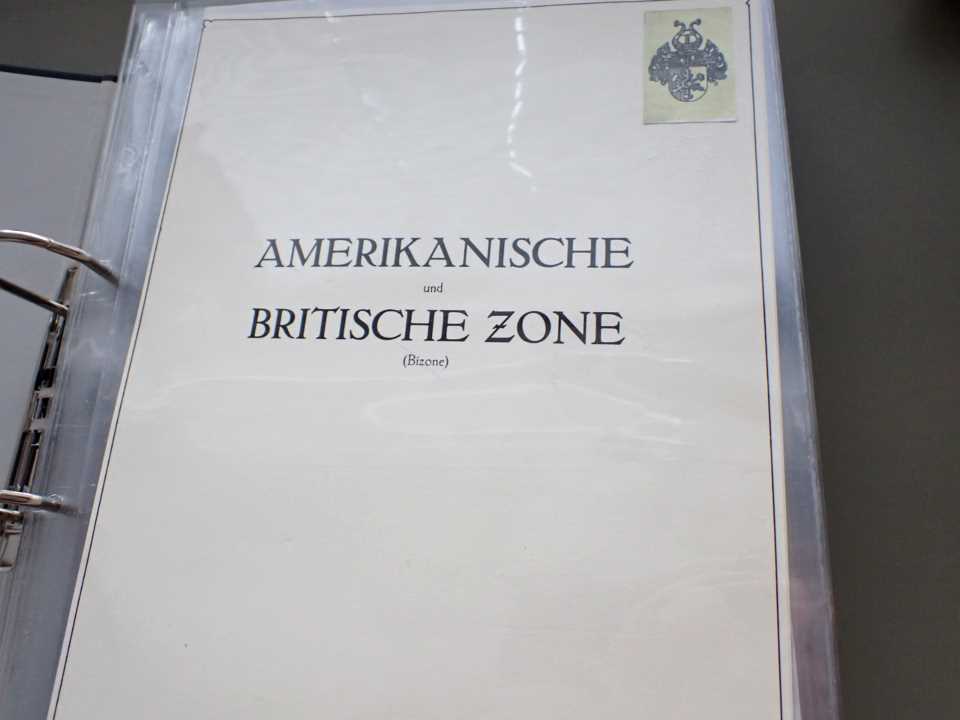 AMERIKANISCHE
und
BRITISCHE ZONE
(Bizone)